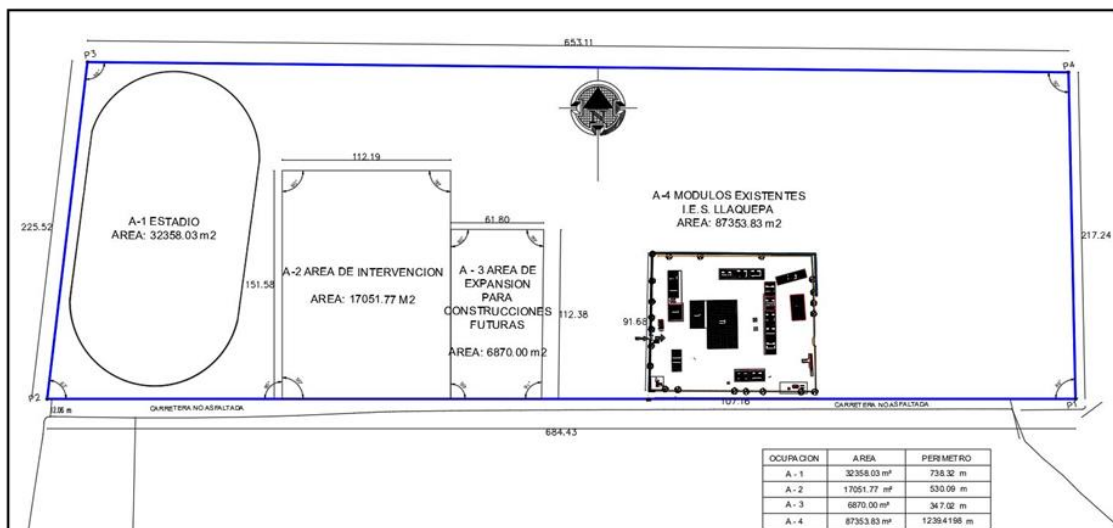 653.11
P3
P4
N
112.19
A-4 MODULOS EXISTENTES
I.E.S. LLAQUEPA
AREA: 87353.83 m2
A-1 ESTADIO
AREA: 32358.03 m2
61.80
225.52
217.24
A-2 AREA DE INTERVENCION
AREA: 17051.77 M2
A - 3 AREA DE
EXPANSION
PARA
CONSTRUCCIONES
FUTURAS
AREA: 6870.00 m2
151.58
112.38
91.68
P2
P1
12.06 m
CARRETERA NO ASFALTADA
107.18
CARRETERA NO ASFALTADA
684.43
OCUPACION AREA PERIMETRO
A - 1 32358.03 m² 738.32 m
A - 2 17051.77 m² 530.09 m
A - 3 6870.00 m² 347.02 m
A - 4 87353.83 m² 1239.4198 m